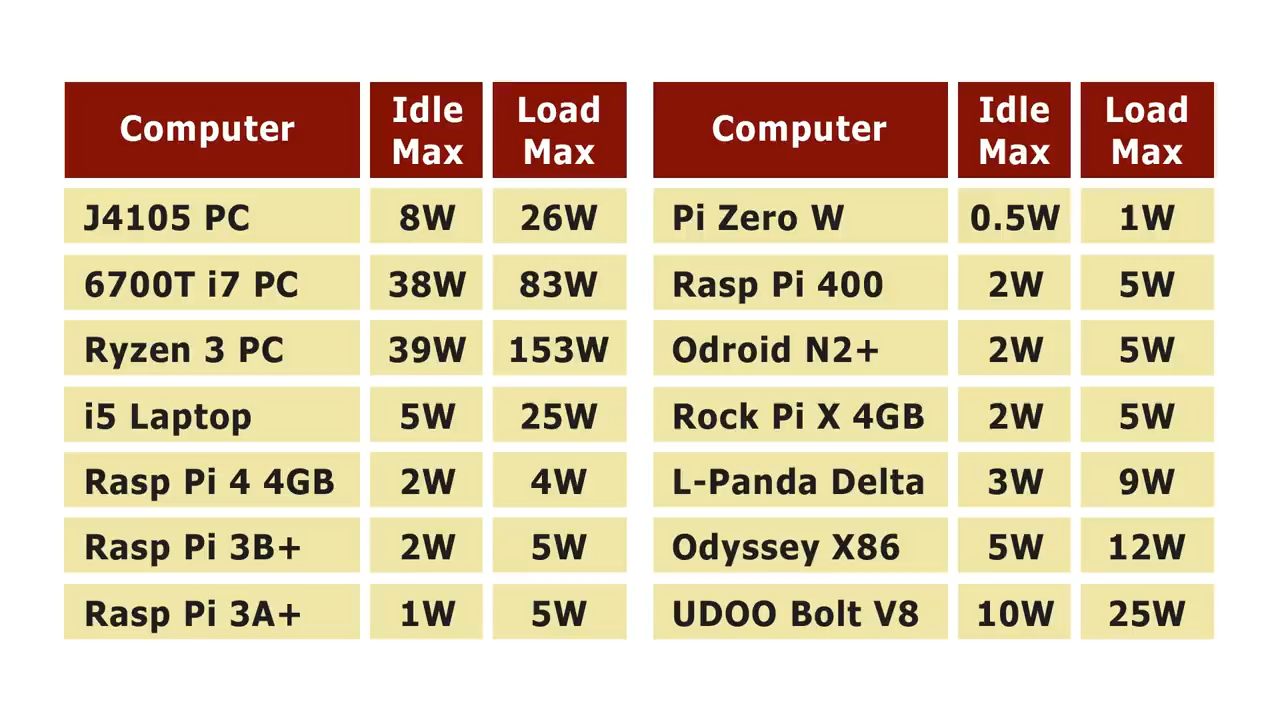 Computer Idle Max Load Max
J4105 PC 8W 26W
6700T i7 PC 38W 83W
Ryzen 3 PC 39W 153W
i5 Laptop 5W 25W
Rasp Pi 4 4GB 2W 4W
Rasp Pi 3B+ 2W 5W
Rasp Pi 3A+ 1W 5W
Computer Idle Max Load Max
Pi Zero W 0.5W 1W
Rasp Pi 400 2W 5W
Odroid N2+ 2W 5W
Rock Pi X 4GB 2W 5W
L-Panda Delta 3W 9W
Odyssey X86 5W 12W
UDOO Bolt V8 10W 25W